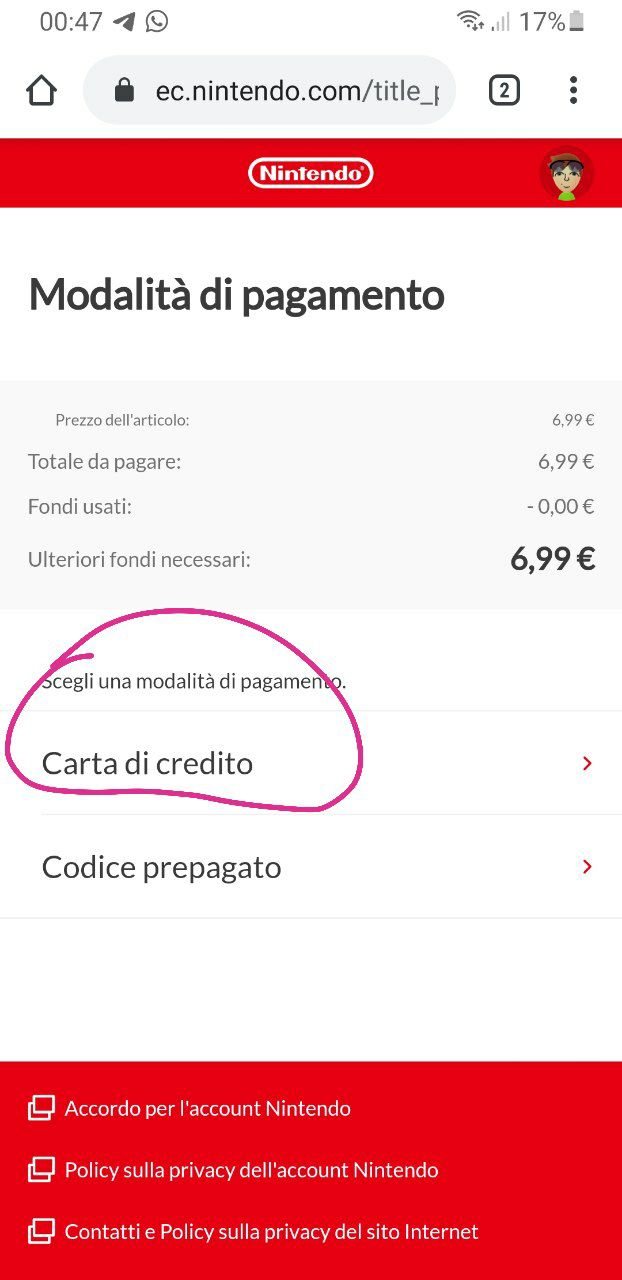 00:47 17%
ec.nintendo.com/title_
2
Nintendo
Modalità di pagamento
Prezzo dell'articolo: 6,99 €
Totale da pagare: 6,99 €
Fondi usati: - 0,00 €
Ulteriori fondi necessari: 6,99 €
Scegli una modalità di pagamento.
Carta di credito
Codice prepagato
Accordo per l'account Nintendo
Policy sulla privacy dell'account Nintendo
Contatti e Policy sulla privacy del sito Internet